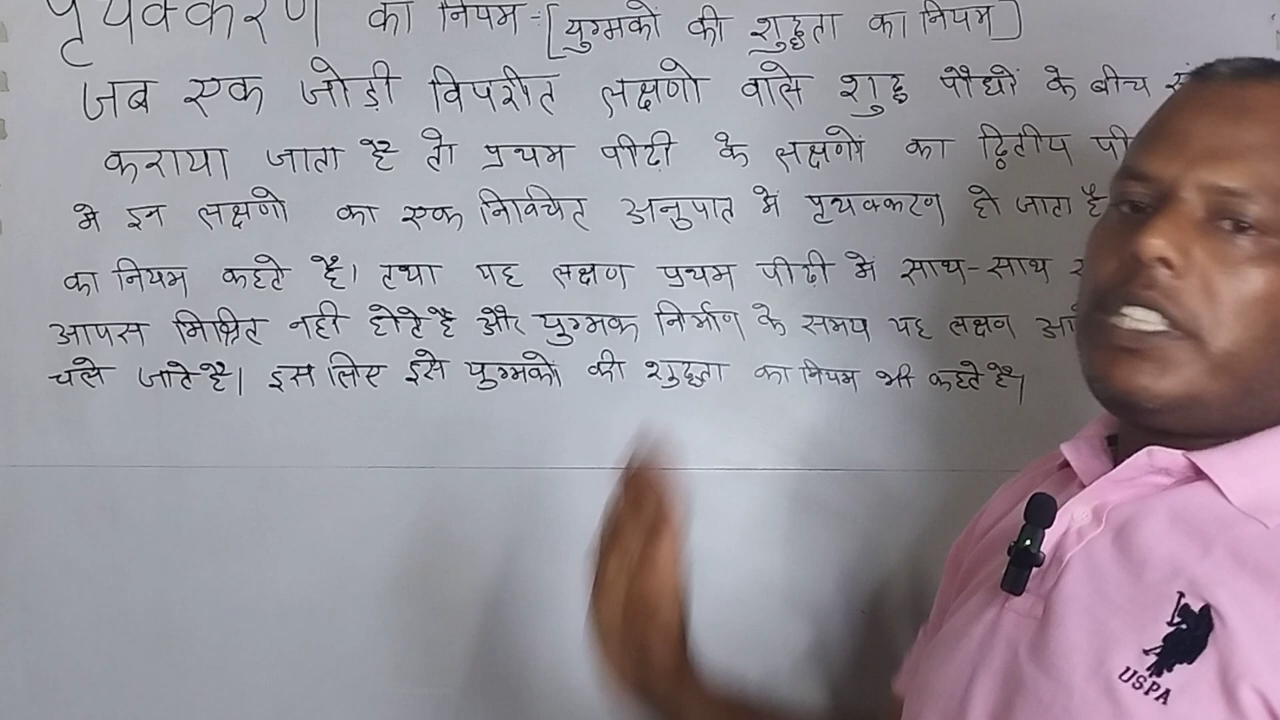 पृथक्करण का नियम:- [युग्मकों की शुद्धता का नियम]
जब एक जोड़ी विपरीत लक्षणो वाले शुद्ध पौधों के बीच
कराया जाता है तो प्रथम पीढी के लक्षणों का द्वितीय पी
मे इन लक्षणो का एक निश्चित अनुपात में पृथक्करण हो जाता है
का नियम कहते है। तथा यह लक्षण प्रथम पीढी में साथ-साथ
आपस मिश्रित नही होते है और युग्मक निर्माण के समय यह लक्षण
चले जाते है। इस लिए इसे युग्मकों की शुद्धता का नियम भी कहते है।
USPA